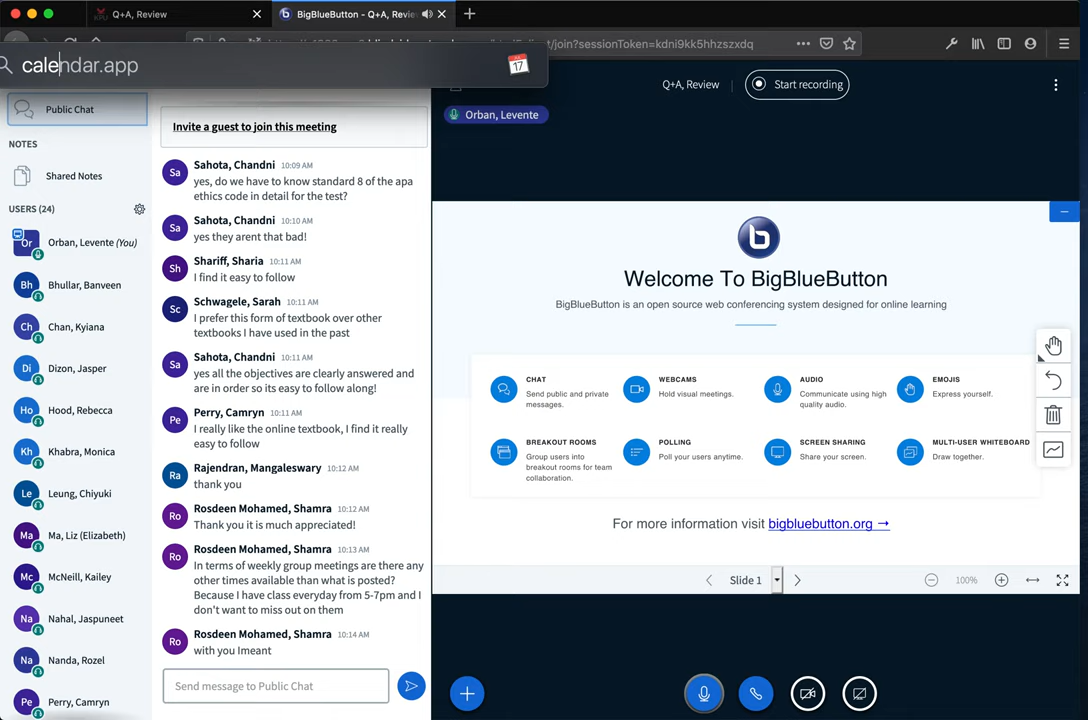 Q+A, Review
BigBlueButton - Q+A, Revie
join?sessionToken=kdni9kk5hhzszxdq
calendar.app
17
Public Chat
NOTES
Shared Notes
USERS (24)
Or
Orban, Levente (You)
Bh
Bhullar, Banveen
Ch
Chan, Kyiana
Di
Dizon, Jasper
Ho
Hood, Rebecca
Kh
Khabra, Monica
Le
Leung, Chiyuki
Ma
Ma, Liz (Elizabeth)
Mc
McNeill, Kailey
Na
Nahal, Jaspuneet
Na
Nanda, Rozel
Pe
Perry, Camryn
Invite a guest to join this meeting
Sa
Sahota, Chandni 10:09 AM
yes, do we have to know standard 8 of the apa
ethics code in detail for the test?
Sa
Sahota, Chandni 10:10 AM
yes they arent that bad!
Sh
Shariff, Sharia 10:11 AM
I find it easy to follow
Sc
Schwagele, Sarah 10:11 AM
I prefer this form of textbook over other
textbooks I have used in the past
Sa
Sahota, Chandni 10:11 AM
yes all the objectives are clearly answered and
are in order so its easy to follow along!
Pe
Perry, Camryn 10:11 AM
I really like the online textbook, I find it really
easy to follow
Ra
Rajendran, Mangaleswary 10:12 AM
thank you
Ro
Rosdeen Mohamed, Shamra 10:12 AM
Thank you it is much appreciated!
Ro
Rosdeen Mohamed, Shamra 10:13 AM
In terms of weekly group meetings are there any
other times available than what is posted?
Because I have class everyday from 5-7pm and I
don't want to miss out on them
Ro
Rosdeen Mohamed, Shamra 10:14 AM
with you Imeant
Send message to Public Chat
Q+A, Review
Start recording
Orban, Levente
b
Welcome To BigBlueButton
BigBlueButton is an open source web conferencing system designed for online learning
CHAT
Send public and private
messages.
WEBCAMS
Hold visual meetings.
AUDIO
Communicate using high
quality audio.
EMOJIS
Express yourself.
BREAKOUT ROOMS
Group users into
breakout rooms for team
collaboration.
POLLING
Poll your users anytime.
SCREEN SHARING
Share your screen.
MULTI-USER WHITEBOARD
Draw together.
For more information visit bigbluebutton.org →
Slide 1
100%